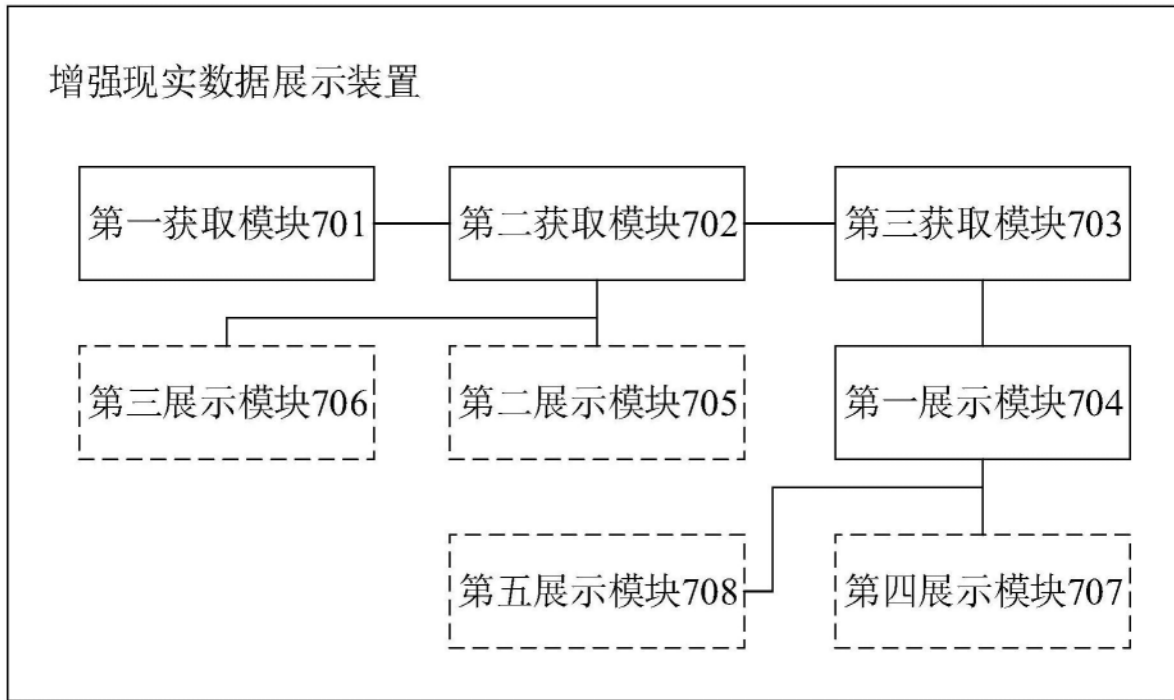 增强现实数据展示装置
第一获取模块701
第二获取模块702
第三获取模块703
第三展示模块706
第二展示模块705
第一展示模块704
第五展示模块708
第四展示模块707